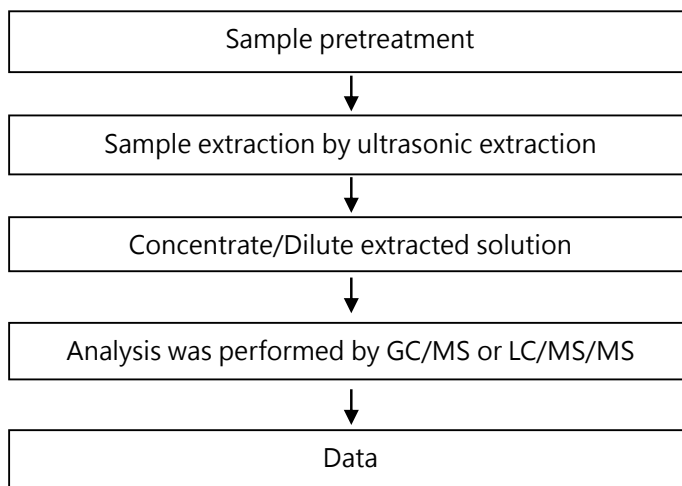 Sample pretreatment
Sample extraction by ultrasonic extraction
Concentrate/Dilute extracted solution
Analysis was performed by GC/MS or LC/MS/MS
Data